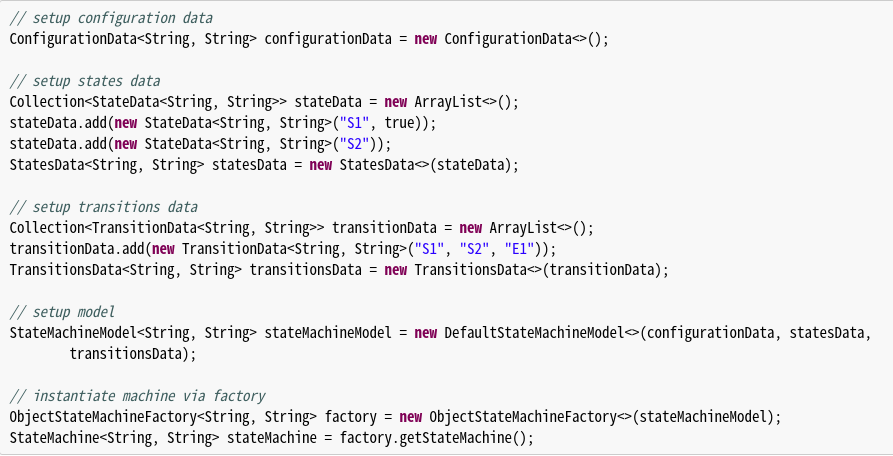 // setup configuration data
ConfigurationData<String, String> configurationData = new ConfigurationData<>();

// setup states data
Collection<StateData<String, String>> stateData = new ArrayList<>();
stateData.add(new StateData<String, String>("S1", true));
stateData.add(new StateData<String, String>("S2"));
StatesData<String, String> statesData = new StatesData<>(stateData);

// setup transitions data
Collection<TransitionData<String, String>> transitionData = new ArrayList<>();
transitionData.add(new TransitionData<String, String>("S1", "S2", "E1"));
TransitionsData<String, String> transitionsData = new TransitionsData<>(transitionData);

// setup model
StateMachineModel<String, String> stateMachineModel = new DefaultStateMachineModel<>(configurationData, statesData,
        transitionsData);

// instantiate machine via factory
ObjectStateMachineFactory<String, String> factory = new ObjectStateMachineFactory<>(stateMachineModel);
StateMachine<String, String> stateMachine = factory.getStateMachine();